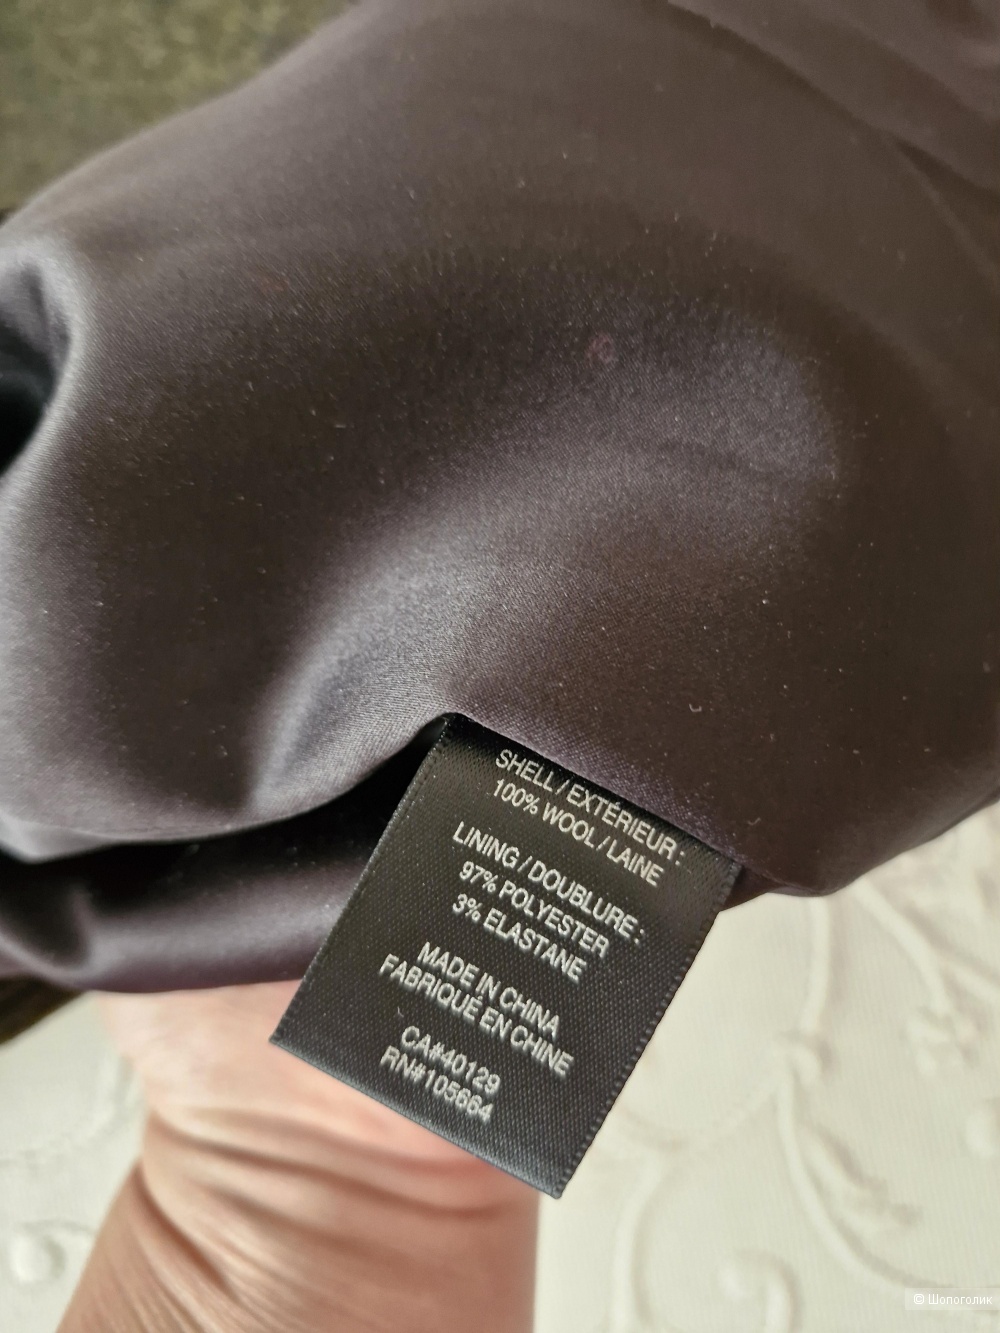 SHELL / EXTÉRIEUR :
100% WOOL / LAINE
LINING / DOUBLURE :
97% POLYESTER
3% ELASTANE
MADE IN CHINA
FABRIQUÉ EN CHINE
CA#40129
RN#105664
© Шопоголик